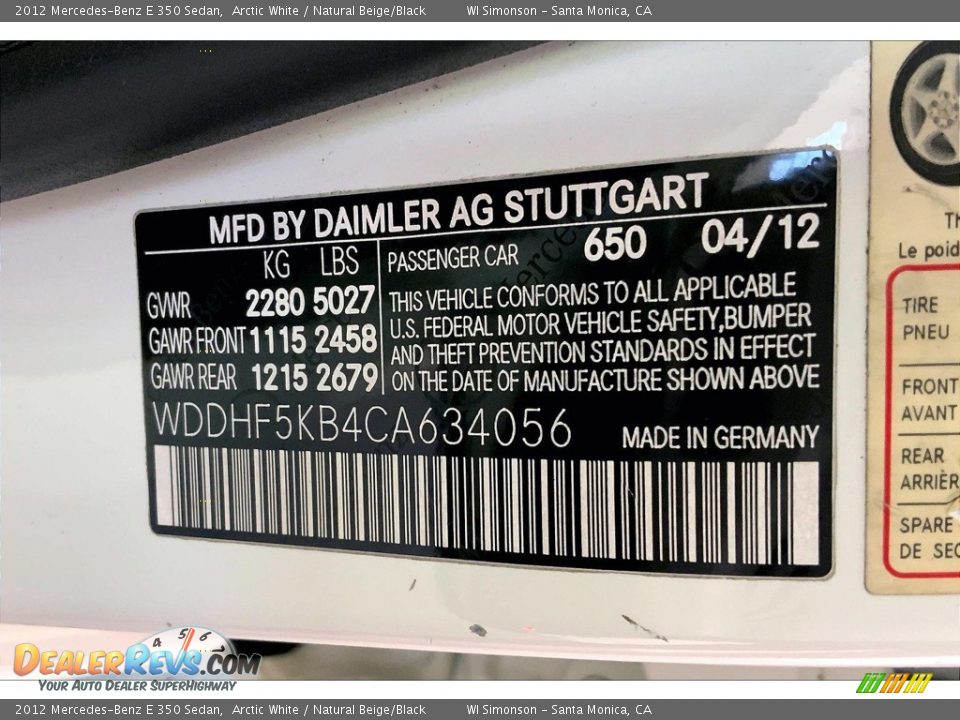 2012 Mercedes-Benz E 350 Sedan, Arctic White / Natural Beige/Black WI Simonson - Santa Monica, CA
MFD BY DAIMLER AG STUTTGART
KG LBS
PASSENGER CAR 650 04/12
GVWR 2280 5027
GAWR FRONT 1115 2458
GAWR REAR 1215 2679
THIS VEHICLE CONFORMS TO ALL APPLICABLE
U.S. FEDERAL MOTOR VEHICLE SAFETY,BUMPER
AND THEFT PREVENTION STANDARDS IN EFFECT
ON THE DATE OF MANUFACTURE SHOWN ABOVE
WDDHF5KB4CA634056
MADE IN GERMANY
Le poid
TIRE
PNEU
FRONT
AVANT
REAR
ARRIÈR
SPARE
DE SEC
4 5 6
DEALERREVS.COM
YOUR AUTO DEALER SUPERHIGHWAY
2012 Mercedes-Benz E 350 Sedan, Arctic White / Natural Beige/Black WI Simonson - Santa Monica, CA